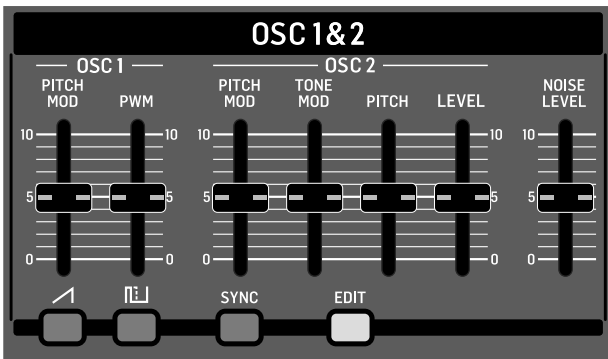 OSC 1&2
OSC 1
OSC 2
PITCH MOD
PWM
PITCH MOD
TONE MOD
PITCH
LEVEL
NOISE LEVEL
10
10
10
10
10
5
5
5
5
5
0
0
0
0
0
SYNC
EDIT